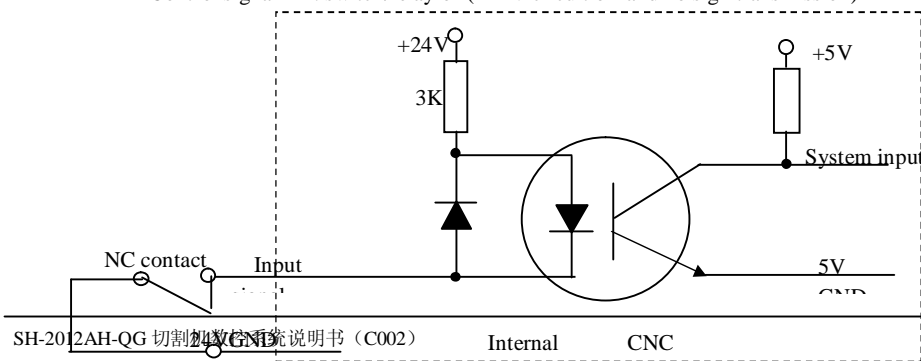 +24V
+5V
3K
System input
NC contact
Input
5V
SH-2012AH-QG 切割机数控系统说明书（C002）
24VGND
Internal CNC